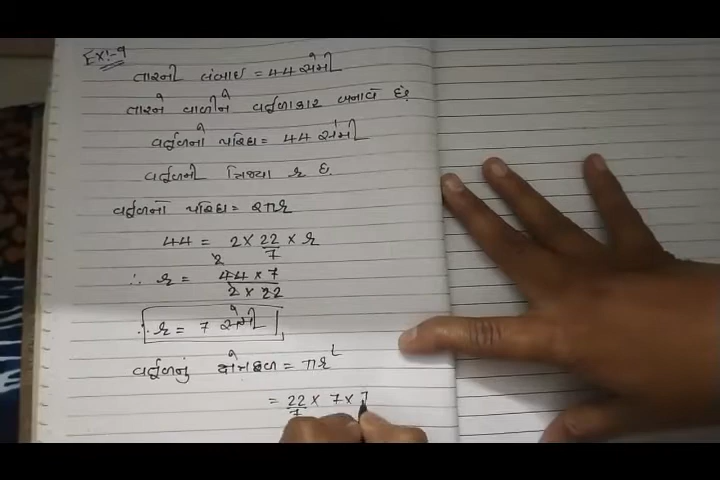 Ex:-9
તારની લંબાઈ = 44 સેમી
તારને વાળીને વર્તુળાકાર બનાવે છે
વર્તુળનો પરિઘ = 44 સેમી
વર્તુળની ત્રિજ્યા r છે
વર્તુળનો પરિઘ = 2πr
44 = 2 × 22/7 × r
∴ r = 44 × 7 / 2 × 22
∴ r = 7 સેમી
વર્તુળનું ક્ષેત્રફળ = πr²
= 22/7 × 7 × 7